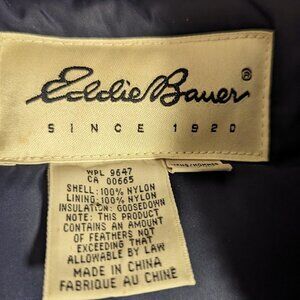 Eddie Bauer®
SINCE 1920
WPL 9647
CA 00665
SHELL: 100% NYLON
LINING: 100% NYLON
INSULATION: GOOSEDOWN
NOTE: THIS PRODUCT
CONTAINS AN AMOUNT
OF FEATHERS NOT
EXCEEDING THAT
ALLOWABLE BY LAW
MADE IN CHINA
FABRIQUE AU CHINE